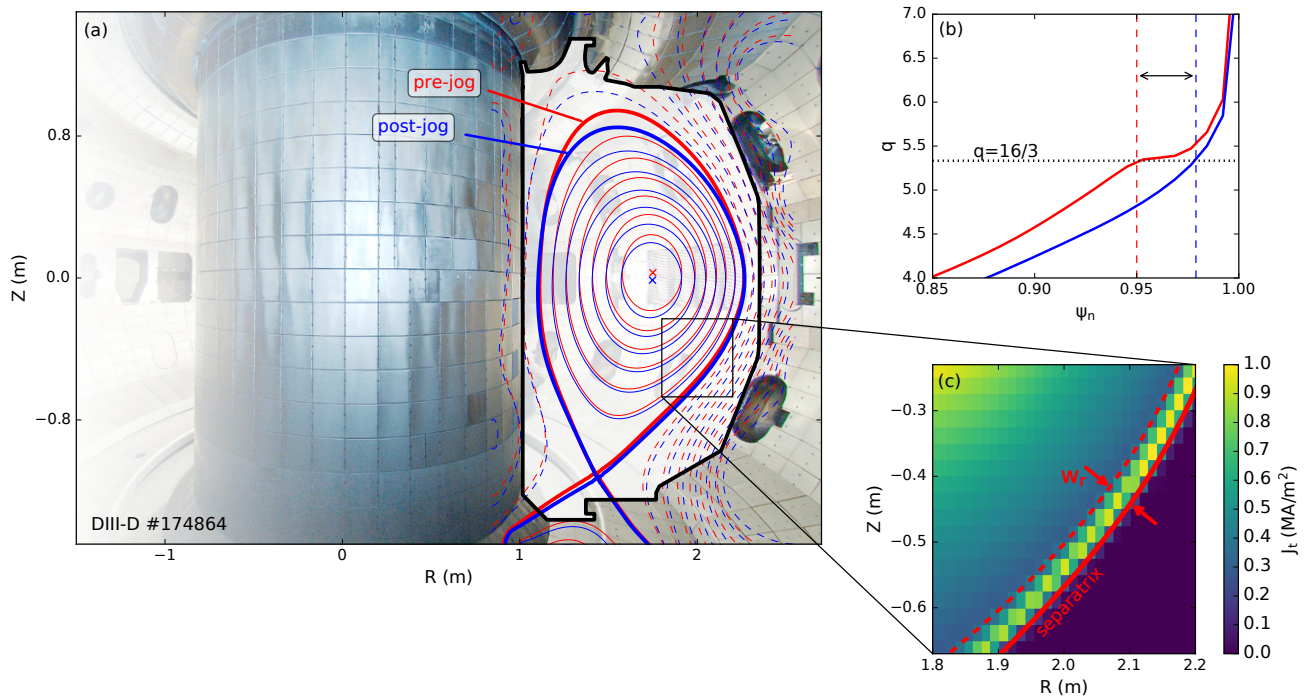 (a)
pre-jog
post-jog
0.8
0.0
−0.8
Z (m)
DIII-D #174864
−1
0
1
2
R (m)
(b)
7.0
6.5
6.0
5.5
5.0
4.5
4.0
q
q=16/3
0.85
0.90
0.95
1.00
ψn
(c)
−0.3
−0.4
−0.5
−0.6
Z (m)
Wr
separatrix
1.8
1.9
2.0
2.1
2.2
R (m)
1.0
0.9
0.8
0.7
0.6
0.5
0.4
0.3
0.2
0.1
0.0
Jt (MA/m²)